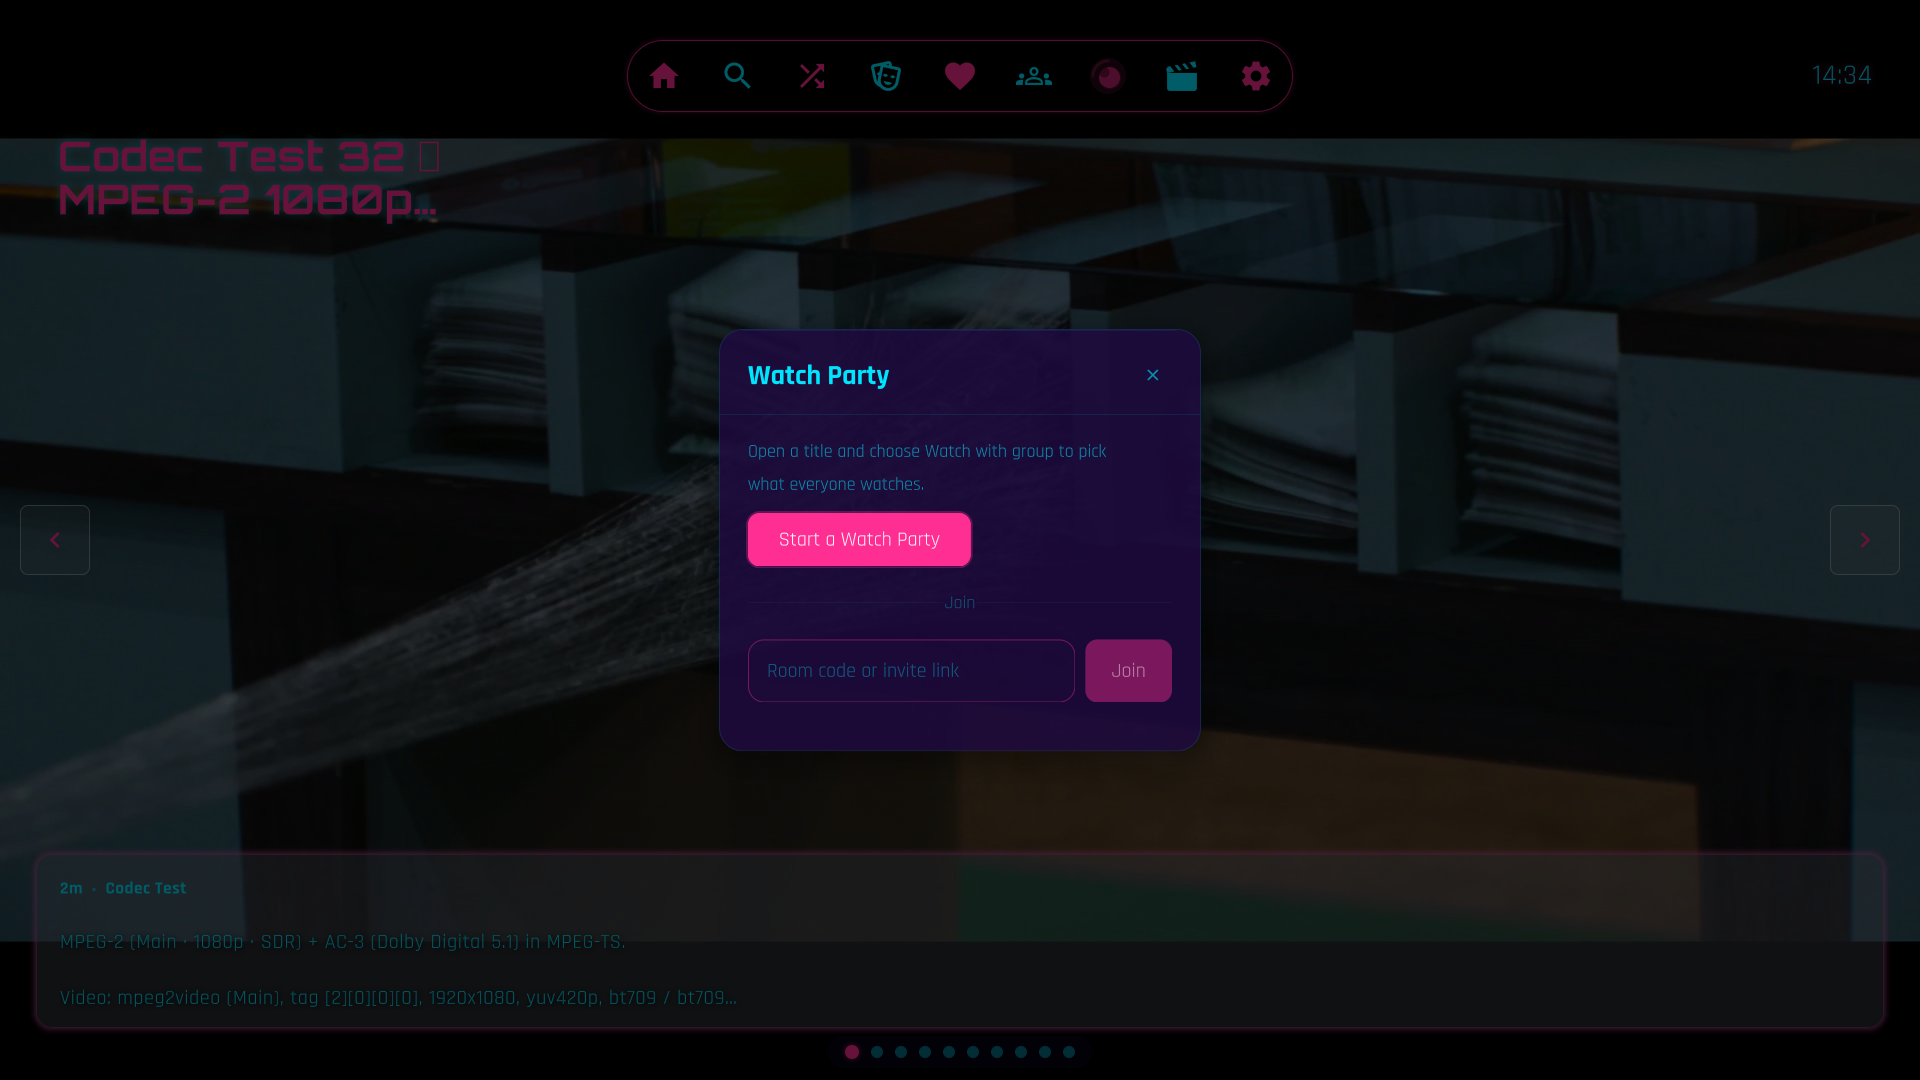 14:34
Codec Test 32
MPEG-2 1080p...
Watch Party
Open a title and choose Watch with group to pick
what everyone watches.
Start a Watch Party
Join
Room code or invite link
Join
2m · Codec Test
MPEG-2 (Main · 1080p · SDR) + AC-3 (Dolby Digital 5.1) in MPEG-TS.
Video: mpeg2video (Main), tag [2][0][0][0], 1920x1080, yuv420p, bt709 / bt709...